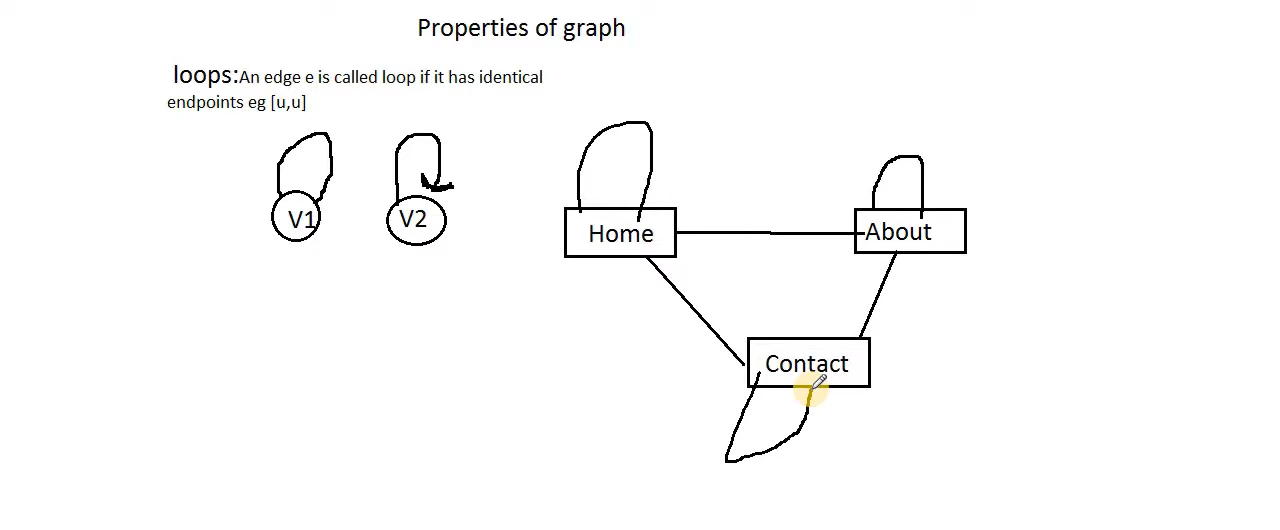 Properties of graph
loops:An edge e is called loop if it has identical
endpoints eg [u,u]
V1
V2
Home
About
Contact